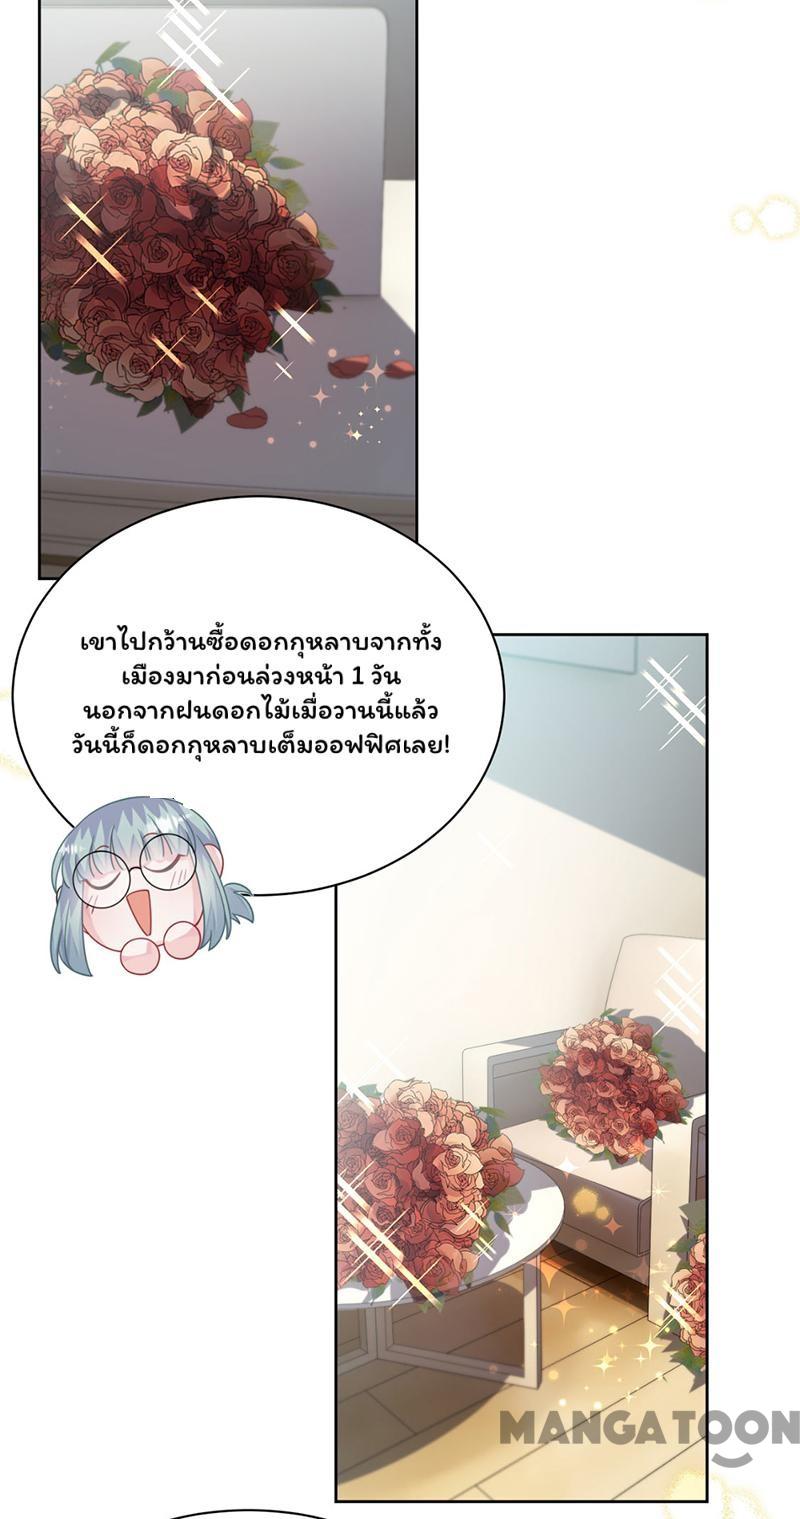 เขาไปกว้านซื้อดอกกุหลาบจากทั้ง
เมืองมาก่อนล่วงหน้า 1 วัน
นอกจากฝนดอกไม้เมื่อวานนี้แล้ว
วันนี้ก็ดอกกุหลาบเต็มออฟฟิศเลย!
MANGATOON